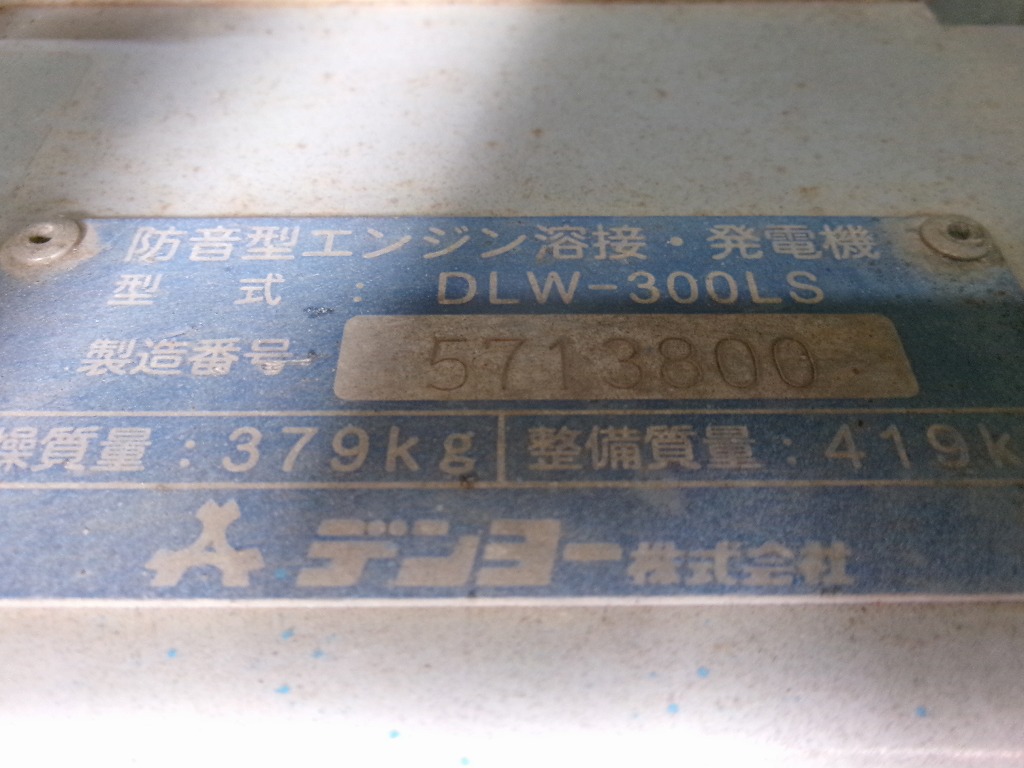 防音型エンジン溶接・発電機
型式：DLW-300LS
製造番号 5713800
燥質量：379kg 整備質量：419k
デンヨー株式会社